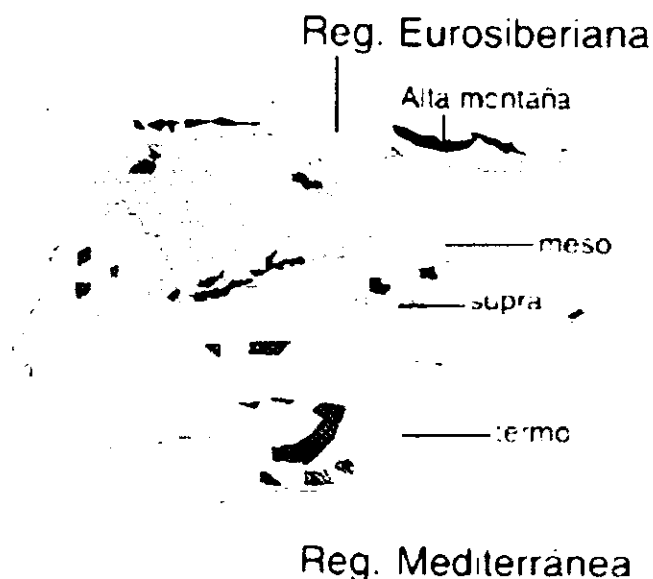 Reg. Eurosiberiana
Alta montaña
meso
supra
termo
Reg. Mediterránea